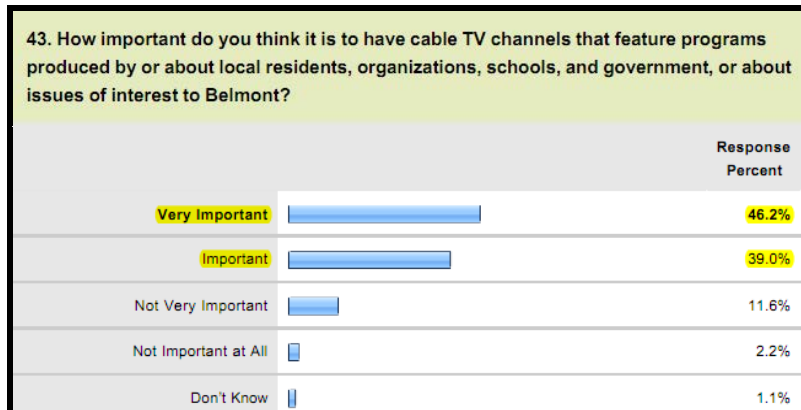 43. How important do you think it is to have cable TV channels that feature programs
produced by or about local residents, organizations, schools, and government, or about
issues of interest to Belmont?
Response
Percent
Very Important 46.2%
Important 39.0%
Not Very Important 11.6%
Not Important at All 2.2%
Don't Know 1.1%